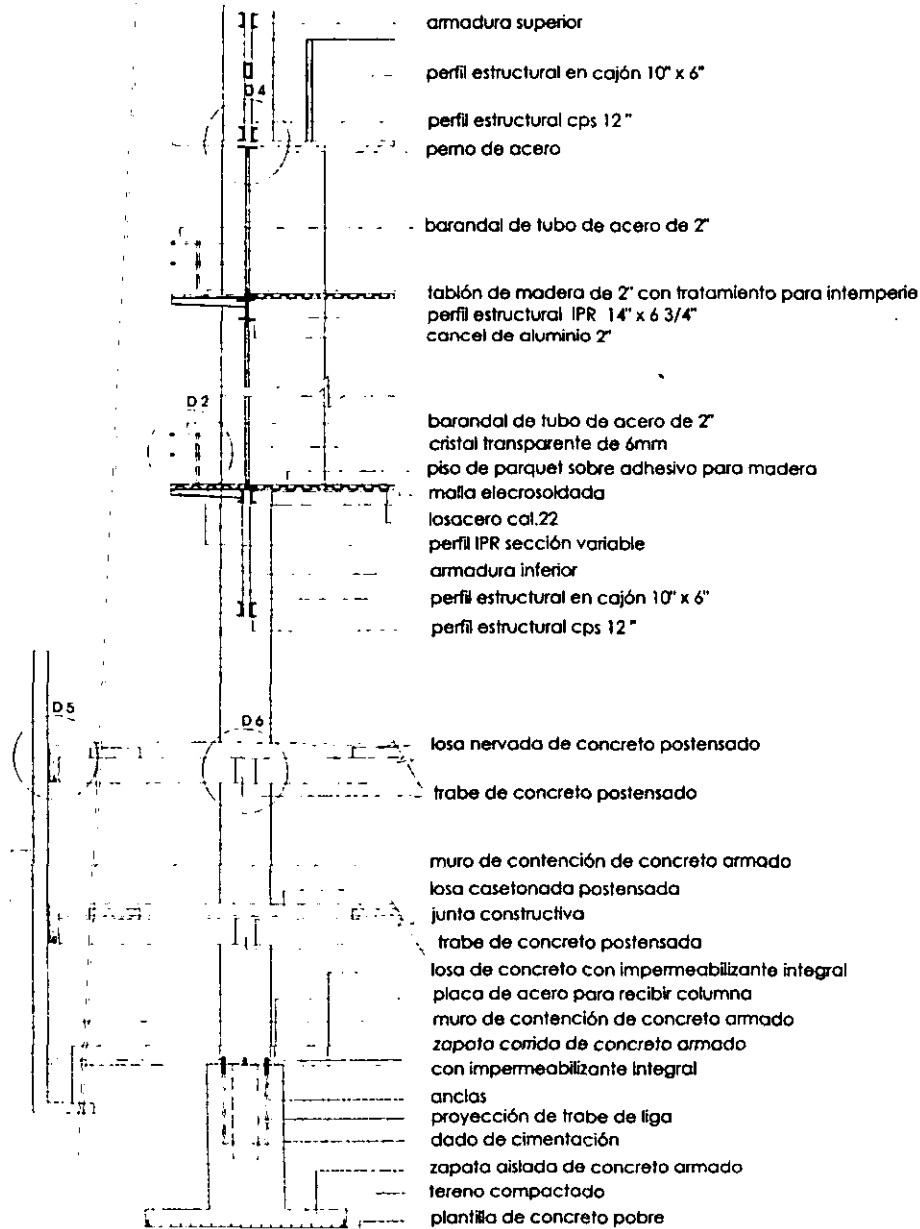 armadura superior
perfil estructural en cajón 10" x 6"
D 4
perfil estructural cps 12 "
perno de acero
barandal de tubo de acero de 2"
tablón de madera de 2" con tratamiento para intemperie
perfil estructural IPR 14" x 6 3/4"
cancel de aluminio 2"
D 2
barandal de tubo de acero de 2"
cristal transparente de 6mm
piso de parquet sobre adhesivo para madera
malla elecrosoldada
losacero cal.22
perfil IPR sección variable
armadura inferior
perfil estructural en cajón 10" x 6"
perfil estructural cps 12 "
D 5
D 6
losa nervada de concreto postensado
trabe de concreto postensado
muro de contención de concreto armado
losa casetonada postensada
junta constructiva
trabe de concreto postensada
losa de concreto con impermeabilizante integral
placa de acero para recibir columna
muro de contención de concreto armado
zapata corrida de concreto armado
con impermeabilizante integral
anclas
proyección de trabe de liga
dado de cimentación
zapata aislada de concreto armado
tereno compactado
plantilla de concreto pobre